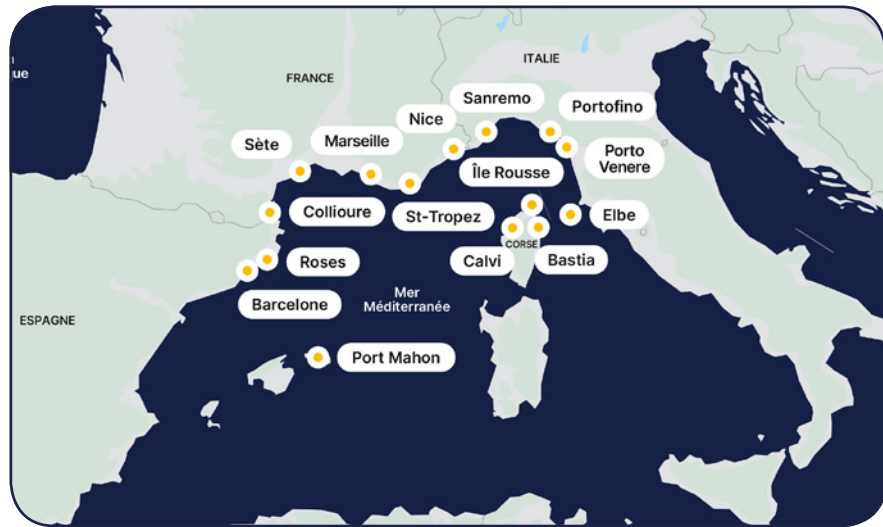 ITALIE
FRANCE
Sanremo
Portofino
Nice
Marseille
Sète
Porto
Venere
Île Rousse
Collioure
St-Tropez
Elbe
CORSE
Roses
Calvi
Bastia
Barcelone
Mer
Méditerranée
ESPAGNE
Port Mahon